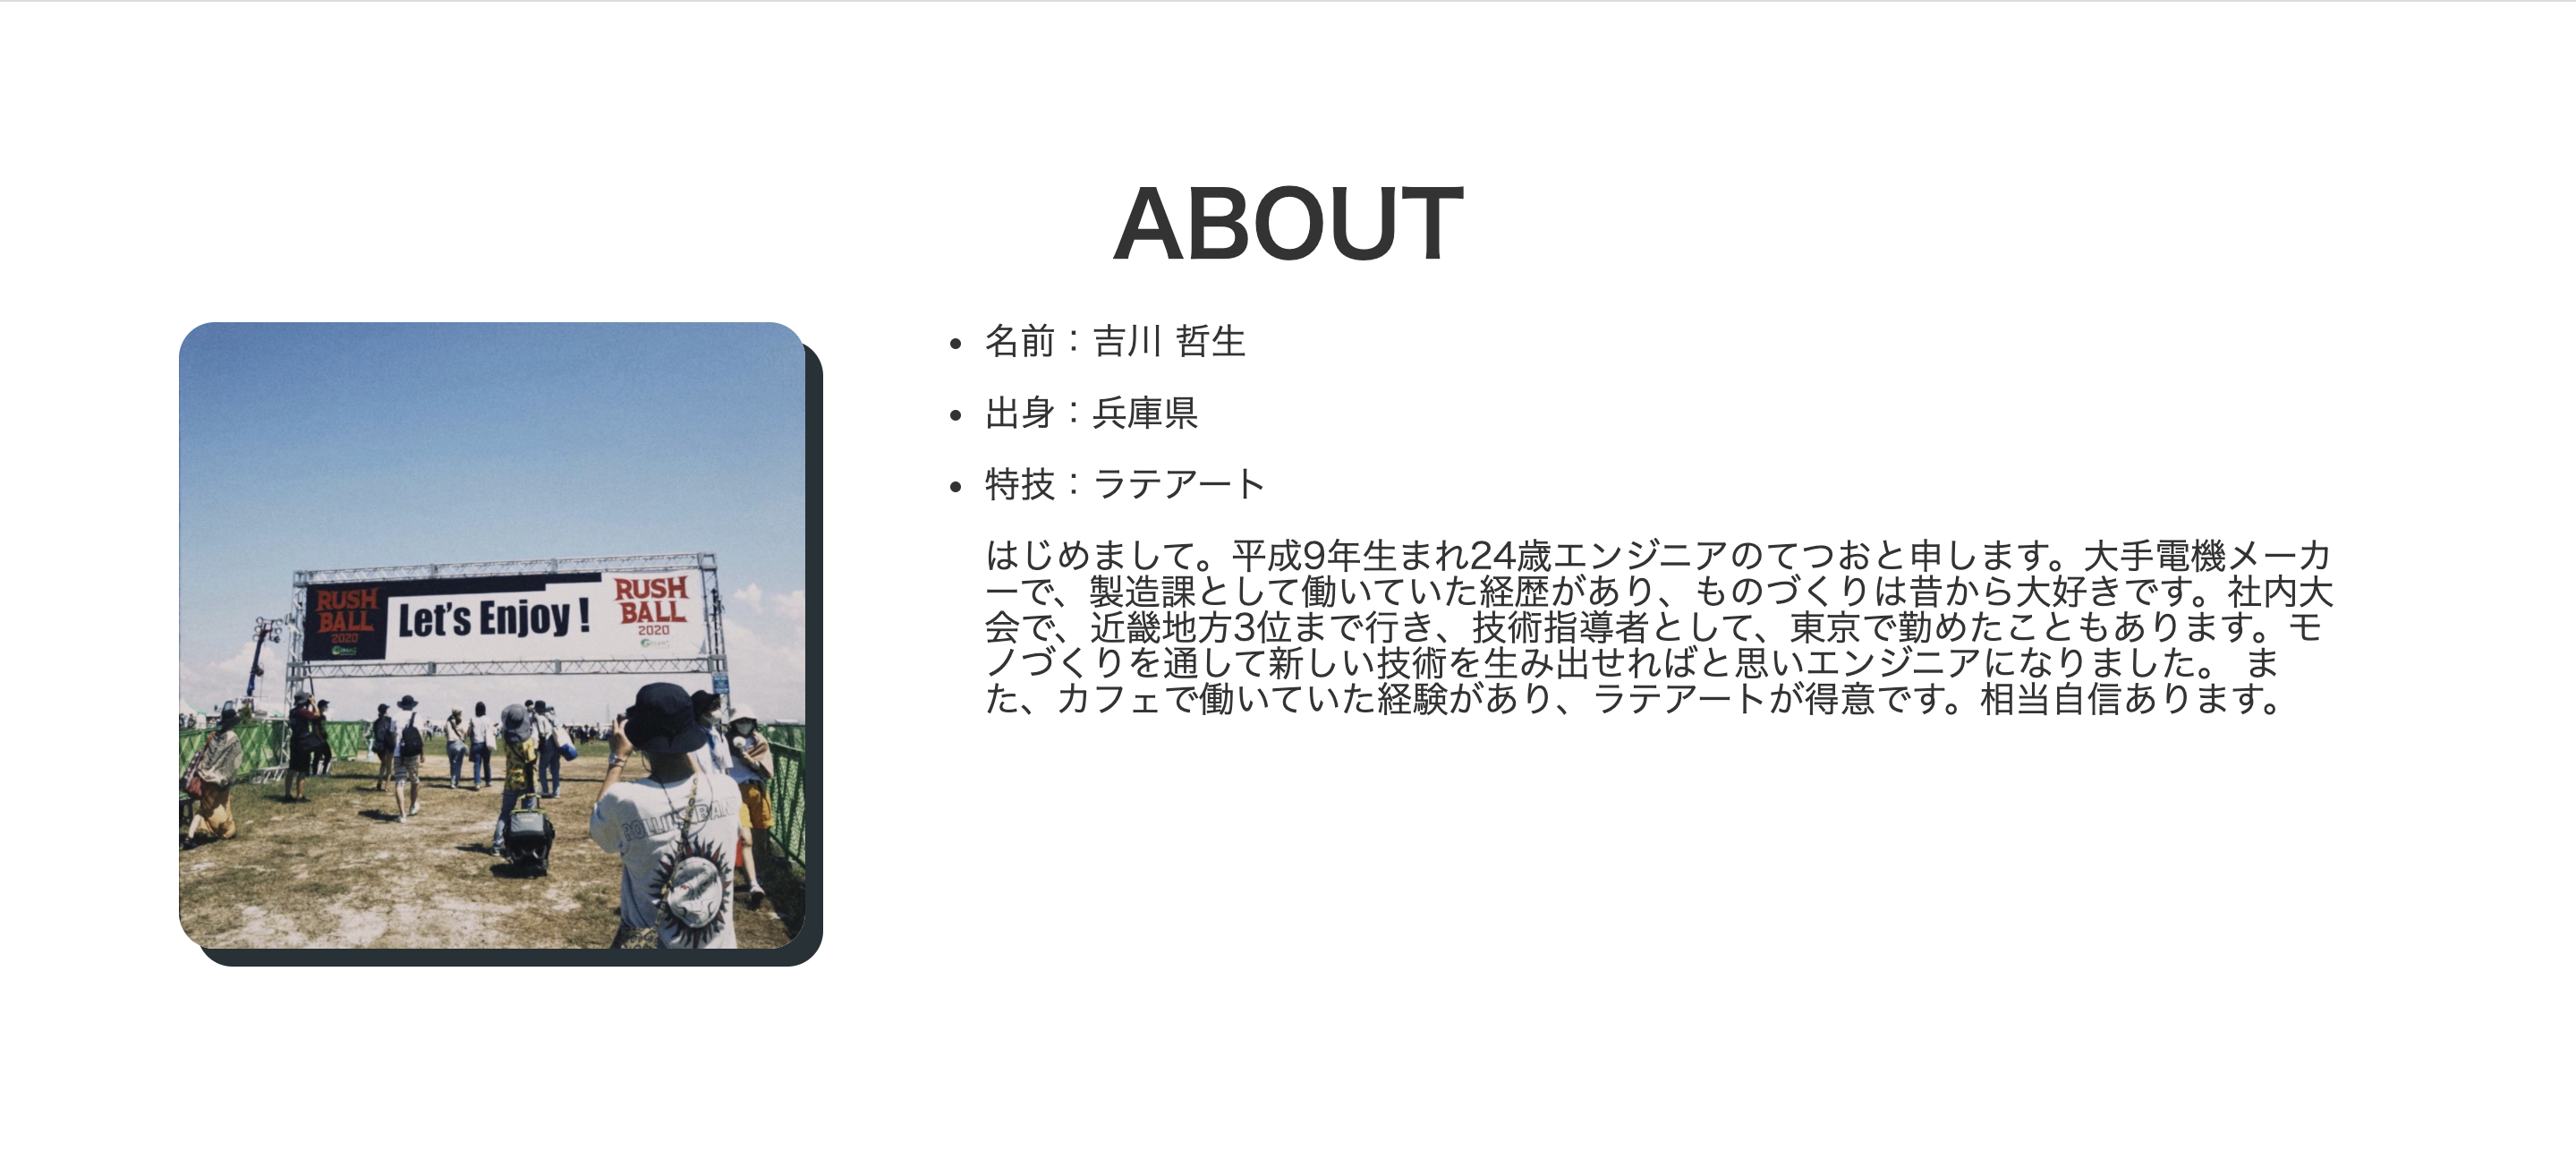 ABOUT
RUSH
BALL
2020
Let's Enjoy !
RUSH
BALL
2020
• 名前：吉川 哲生
• 出身：兵庫県
• 特技：ラテアート
はじめまして。平成9年生まれ24歳エンジニアのてつおと申します。大手電機メーカ
ーで、製造課として働いていた経歴があり、ものづくりは昔から大好きです。社内大
会で、近畿地方3位まで行き、技術指導者として、東京で勤めたこともあります。モ
ノづくりを通して新しい技術を生み出せればと思いエンジニアになりました。 ま
た、カフェで働いていた経験があり、ラテアートが得意です。相当自信あります。